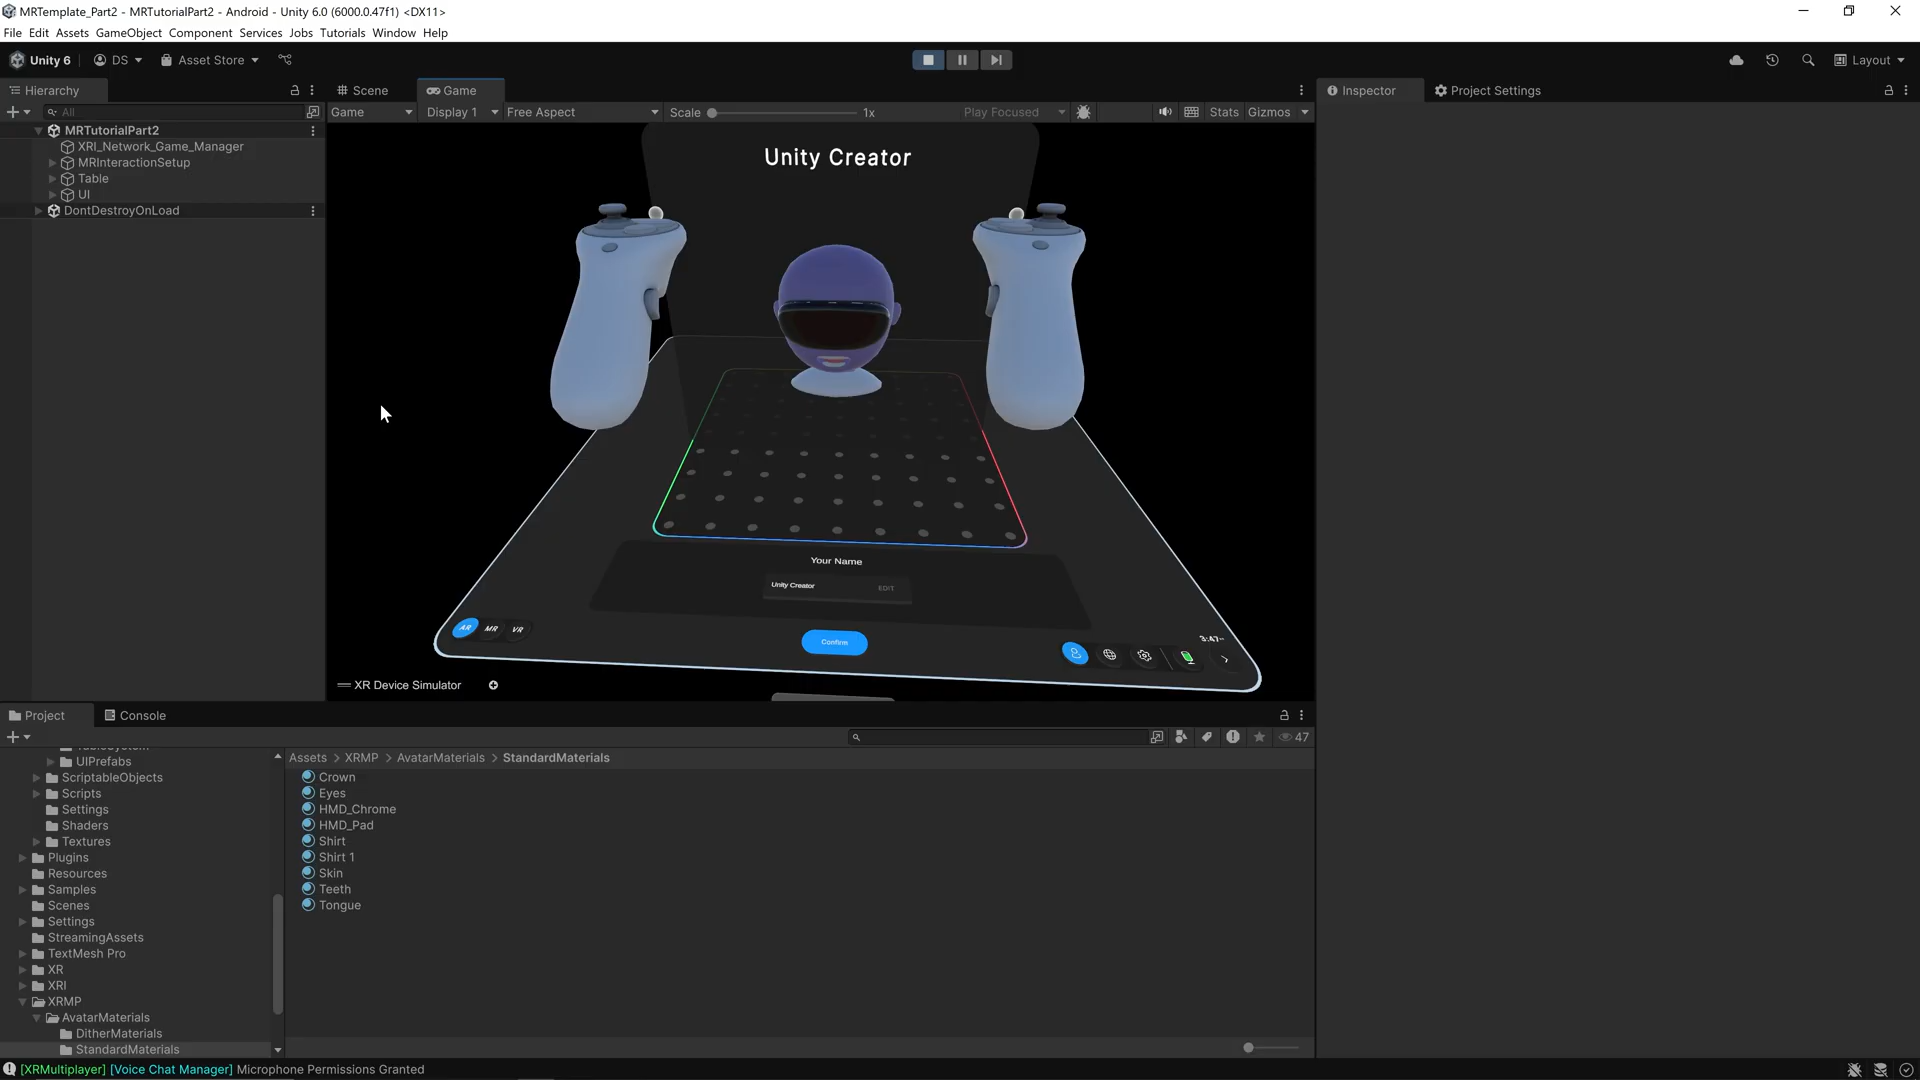 MRTemplate_Part2 - MRTutorialPart2 - Android - Unity 6.0 (6000.0.47f1) <DX11>
File Edit Assets GameObject Component Services Jobs Tutorials Window Help
Unity 6 DS Asset Store Layout
Hierarchy
All
MRTutorialPart2
XRI_Network_Game_Manager
MRInteractionSetup
Table
UI
DontDestroyOnLoad
Scene Game
Game Display 1 Free Aspect Scale 1x Play Focused Stats Gizmos
Unity Creator
Your Name
Unity Creator EDIT
Confirm
AR MR VR
XR Device Simulator
Inspector Project Settings
Project Console
47
UIPrefabs
ScriptableObjects
Scripts
Settings
Shaders
Textures
Plugins
Resources
Samples
Scenes
Settings
StreamingAssets
TextMesh Pro
XR
XRI
XRMP
AvatarMaterials
DitherMaterials
StandardMaterials
Assets > XRMP > AvatarMaterials > StandardMaterials
Crown
Eyes
HMD_Chrome
HMD_Pad
Shirt
Shirt 1
Skin
Teeth
Tongue
[XRMultiplayer] [Voice Chat Manager] Microphone Permissions Granted